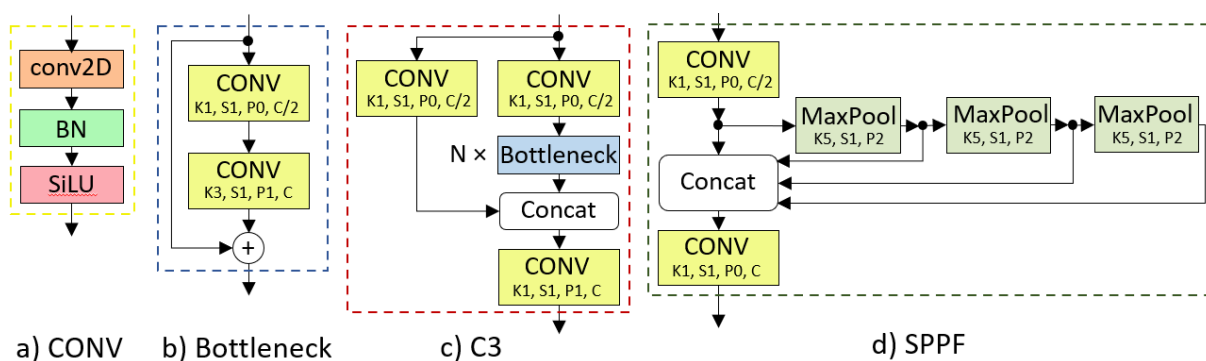 conv2D
BN
SiLU
a) CONV
CONV
K1, S1, P0, C/2
CONV
K3, S1, P1, C
+
b) Bottleneck
CONV
K1, S1, P0, C/2
CONV
K1, S1, P0, C/2
N × Bottleneck
Concat
CONV
K1, S1, P1, C
c) C3
CONV
K1, S1, P0, C/2
MaxPool
K5, S1, P2
MaxPool
K5, S1, P2
MaxPool
K5, S1, P2
Concat
CONV
K1, S1, P0, C
d) SPPF